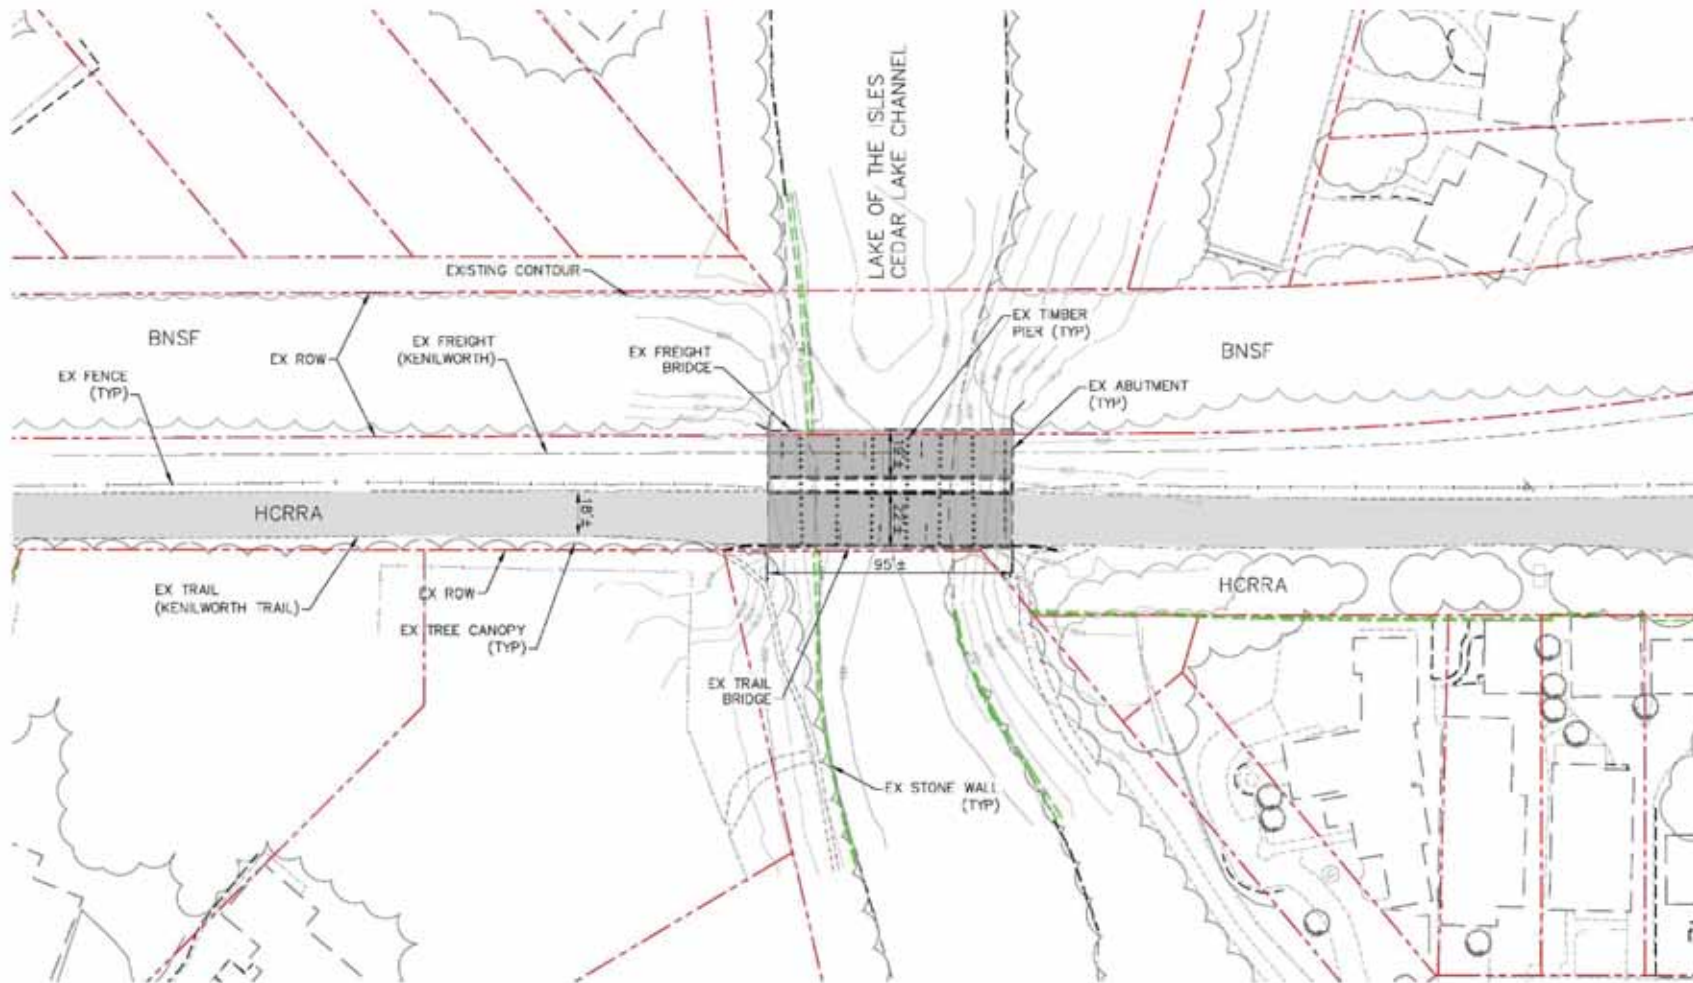 LAKE OF THE ISLES
CEDAR LAKE CHANNEL
EXISTING CONTOUR
BNSF
EX ROW
EX FREIGHT
(KENILWORTH)
EX FREIGHT
BRIDGE
EX TIMBER
PIER (TYP)
BNSF
EX FENCE
(TYP)
EX ABUTMENT
(TYP)
HCRRA
18'±
22'±
95'±
HCRRA
EX TRAIL
(KENILWORTH TRAIL)
EX ROW
EX TREE CANOPY
(TYP)
EX TRAIL
BRIDGE
EX STONE WALL
(TYP)